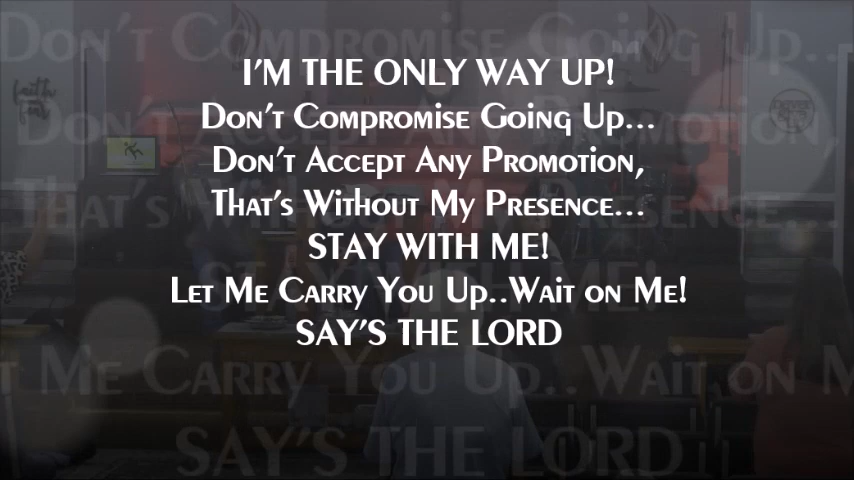 I'M THE ONLY WAY UP!
Don't Compromise Going Up...
Don't Accept Any Promotion,
That's Without My Presence...
STAY WITH ME!
Let Me Carry You Up..Wait on Me!
SAY'S THE LORD